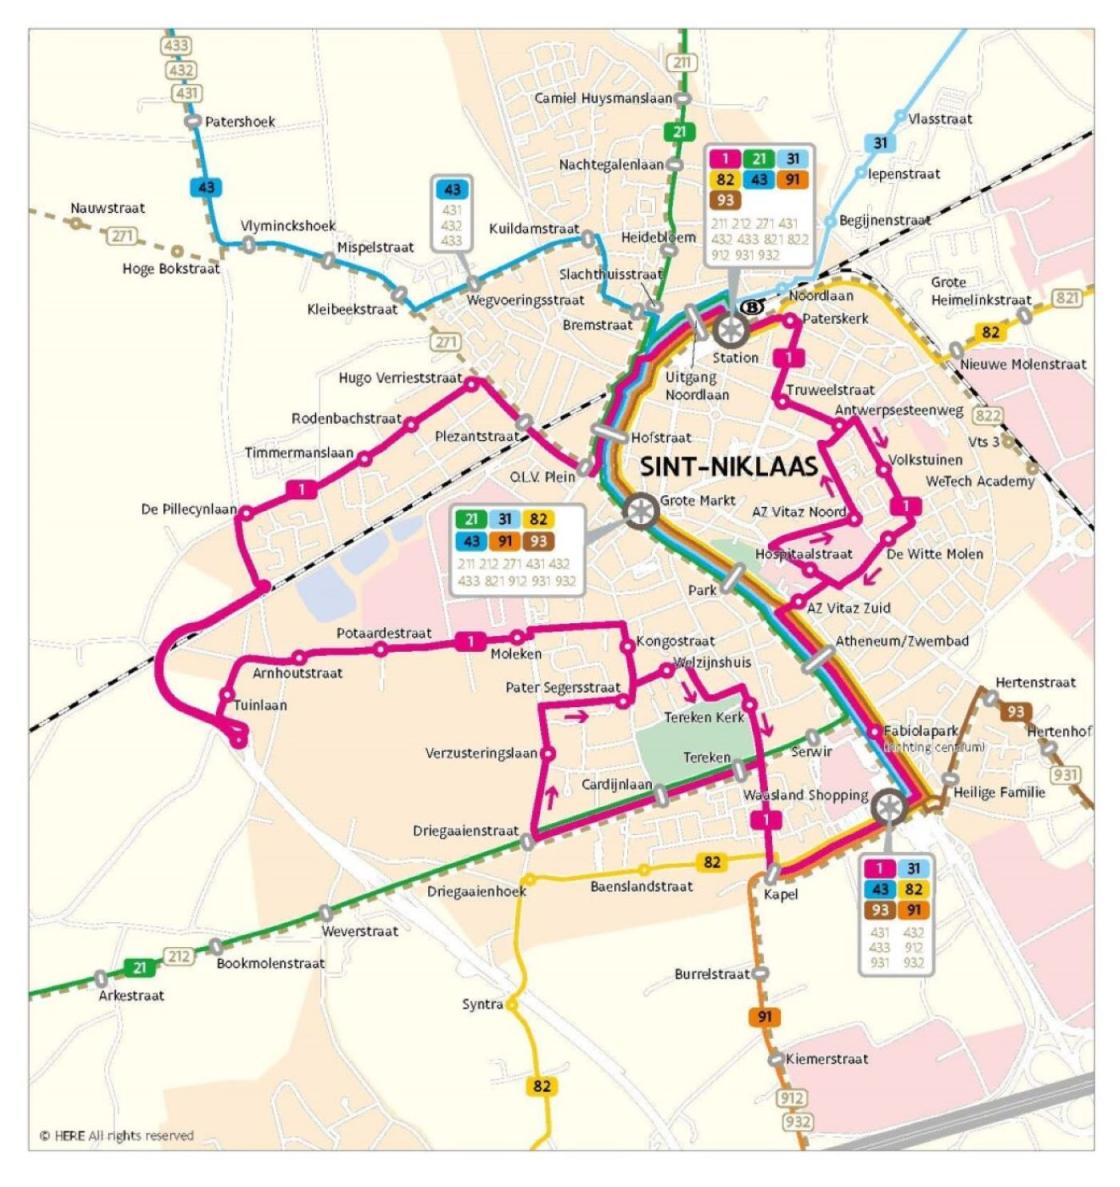 433
432
431
Patershoek
43
Nauwstraat
271
Hoge Bokstraat
Vlyminckshoek
Mispelstraat
Kleibeekstraat
43
431
432
433
Wegvoeringsstraat
Kuildamstraat
Slachthuisstraat
Bremstraat
271
211
Camiel Huysmanslaan
21
Nachtegalenlaan
Heidebloem
1 21 31
82 43 91
93
211 212 271 431
432 433 821 822
912 931 932
Vlasstraat
31
Iepenstraat
Begijnenstraat
Noordlaan
B
Station
Uitgang
Noordlaan
Paterskerk
Grote
Heimelinkstraat
821
82
Nieuwe Molenstraat
822
Vts 3
WeTech Academy
1
Truweelstraat
Antwerpsesteenweg
Volkstuinen
1
AZ Vitaz Noord
Hospitaalstraat
De Witte Molen
AZ Vitaz Zuid
Hugo Verrieststraat
Rodenbachstraat
Plezantstraat
Timmermanslaan
1
De Pillecynlaan
O.L.V. Plein
Hofstraat
SINT-NIKLAAS
Grote Markt
21 31 82
43 91 93
211 212 271 431 432
433 821 912 931 932
Park
Atheneum/Zwembad
Potaardestraat
1
Moleken
Arnhoutstraat
Tuinlaan
Kongostraat
Welzijnshuis
Pater Segersstraat
Tereken Kerk
Verzusteringslaan
Tereken
Serwir
Fabiolapark
(richting centrum)
Cardijnlaan
Waasland Shopping
Hertenstraat
93
Hertenhof
931
Heilige Familie
Driegaaienstraat
1
82
Kapel
Driegaaienhoek
Baenslandstraat
1 31
43 82
93 91
431 432
433 912
931 932
Weverstraat
212
21
Bookmolenstraat
Arkestraat
Syntra
82
Burrelstraat
91
Kiemerstraat
912
932
© HERE All rights reserved